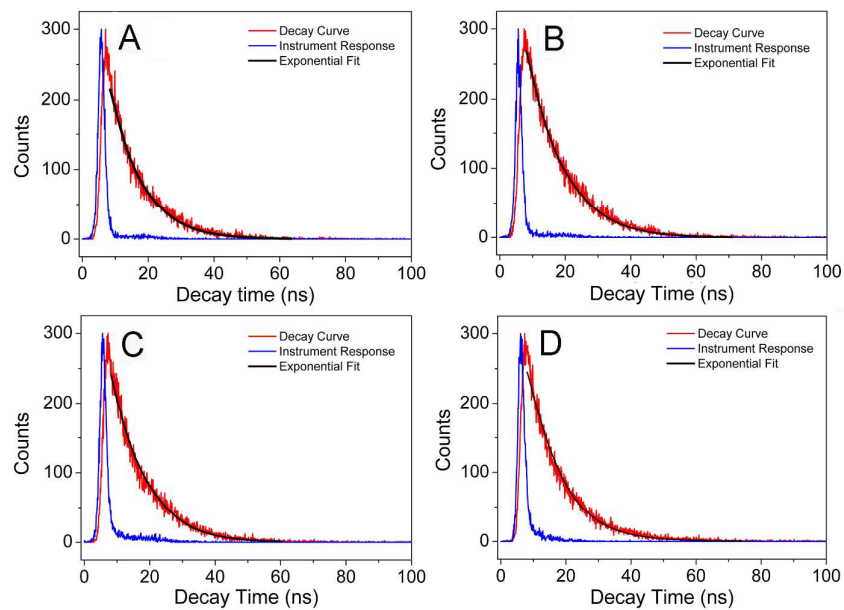 A
Decay Curve
Instrument Response
Exponential Fit
300
200
100
0
Counts
0 20 40 60 80 100
Decay time (ns)
B
Decay Curve
Instrument Response
Exponential Fit
300
200
100
0
Counts
0 20 40 60 80 100
Decay Time (ns)
C
Decay Curve
Instrument Response
Exponential Fit
300
200
100
0
Counts
0 20 40 60 80 100
Decay Time (ns)
D
Decay Curve
Instrument Response
Exponential Fit
300
200
100
0
Counts
0 20 40 60 80 100
Decay Time (ns)